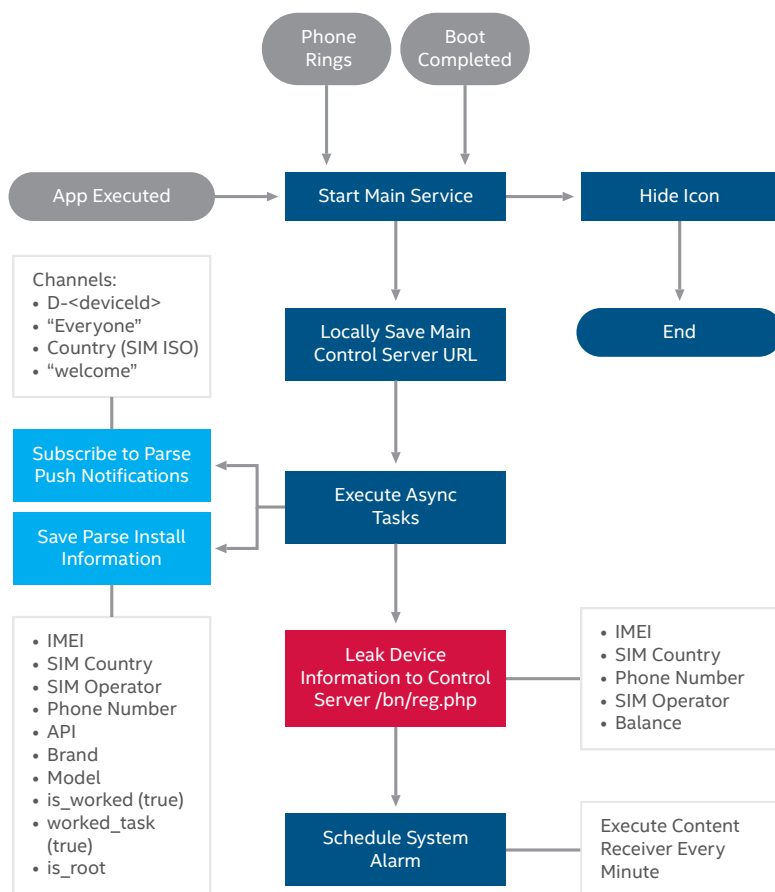 Phone
Rings
Boot
Completed
App Executed
Start Main Service
Hide Icon
Channels:
• D-<deviceId>
• “Everyone”
• Country (SIM ISO)
• “welcome”
Locally Save Main
Control Server URL
End
Subscribe to Parse
Push Notifications
Execute Async
Tasks
Save Parse Install
Information
• IMEI
• SIM Country
• SIM Operator
• Phone Number
• API
• Brand
• Model
• is_worked (true)
• worked_task
(true)
• is_root
Leak Device
Information to Control
Server /bn/reg.php
• IMEI
• SIM Country
• Phone Number
• SIM Operator
• Balance
Schedule System
Alarm
Execute Content
Receiver Every
Minute